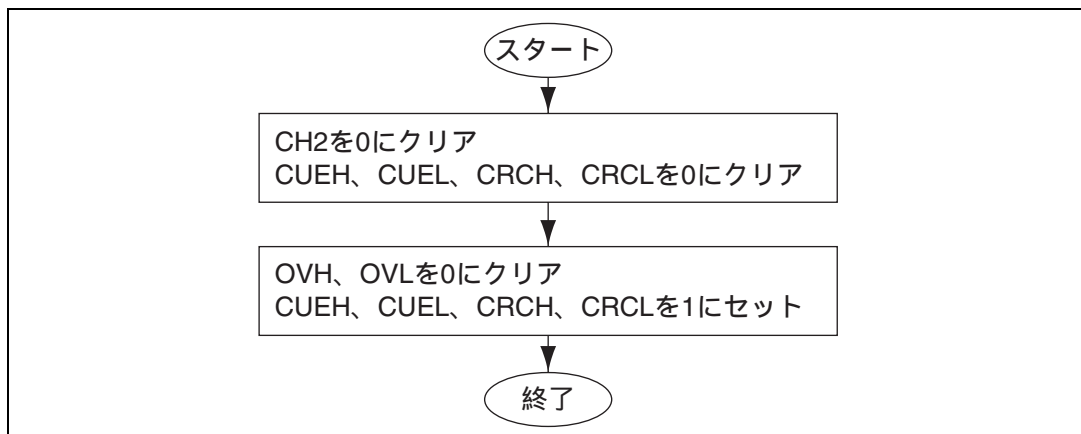 スタート
CH2を0にクリア
CUEH、CUEL、CRCH、CRCLを0にクリア
OVH、OVLを0にクリア
CUEH、CUEL、CRCH、CRCLを1にセット
終了